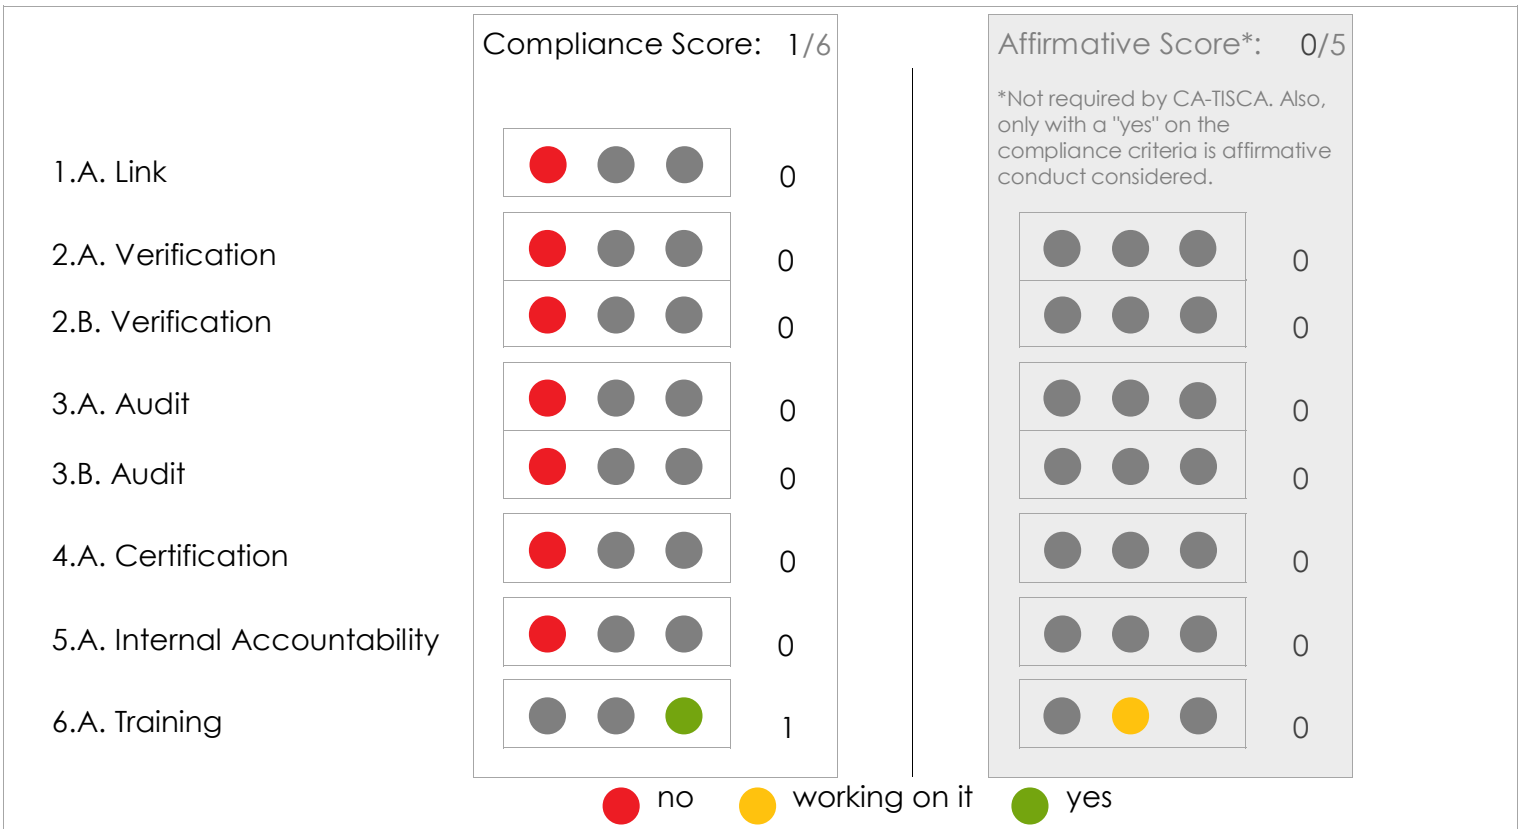 Compliance Score: 1/6
Affirmative Score*: 0/5
*Not required by CA-TISCA. Also,
only with a "yes" on the
compliance criteria is affirmative
conduct considered.
1.A. Link 0
2.A. Verification 0 0
2.B. Verification 0 0
3.A. Audit 0 0
3.B. Audit 0 0
4.A. Certification 0 0
5.A. Internal Accountability 0 0
6.A. Training 1 0
no working on it yes